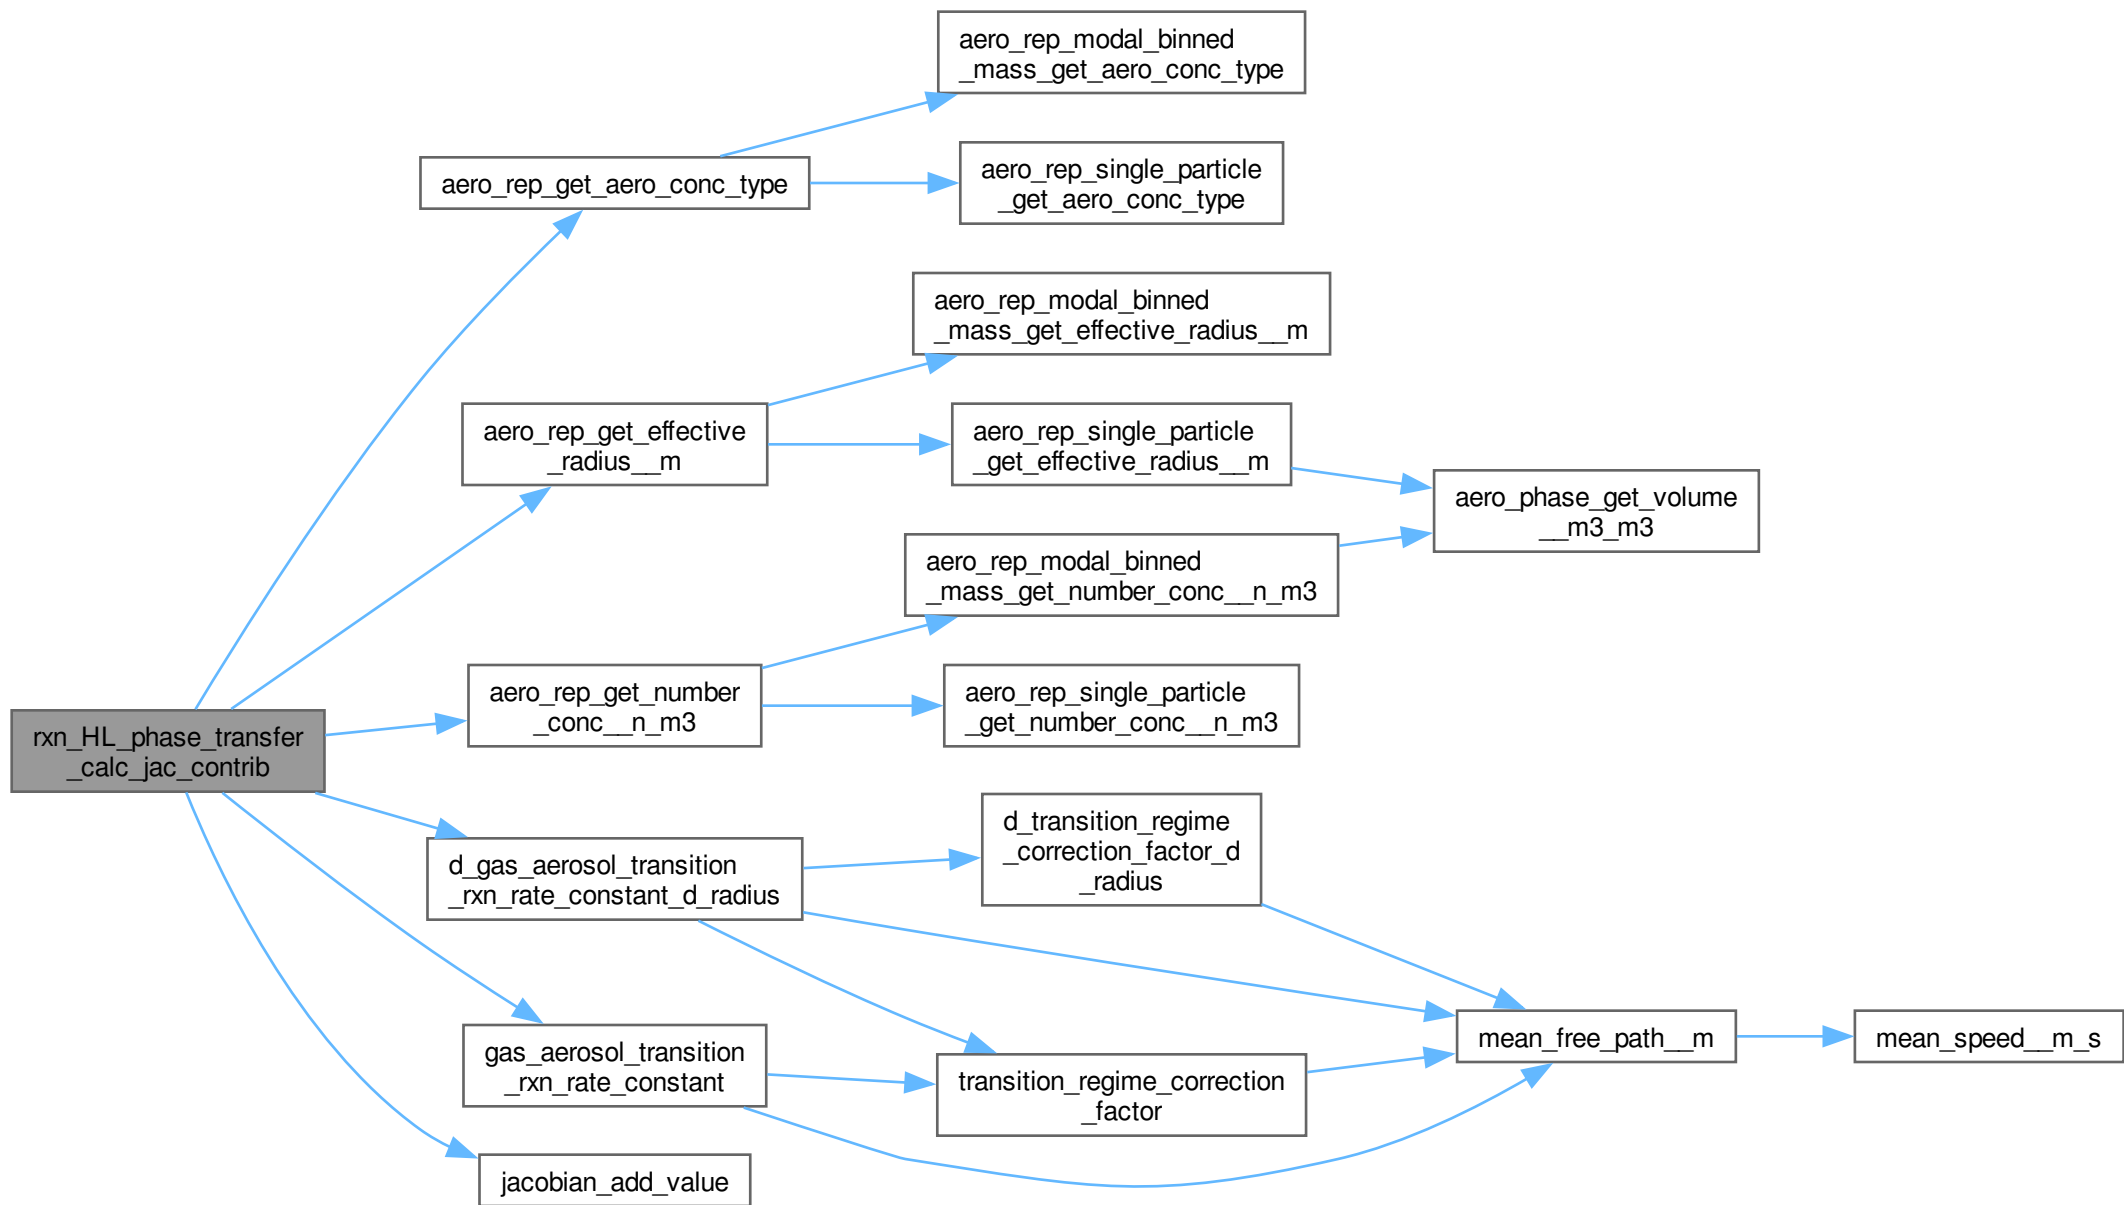 aero_rep_modal_binned
_mass_get_aero_conc_type
aero_rep_single_particle
_get_aero_conc_type
aero_rep_get_aero_conc_type
aero_rep_modal_binned
_mass_get_effective_radius__m
aero_rep_get_effective
_radius__m
aero_rep_single_particle
_get_effective_radius__m
aero_phase_get_volume
__m3_m3
aero_rep_modal_binned
_mass_get_number_conc__n_m3
aero_rep_get_number
_conc__n_m3
aero_rep_single_particle
_get_number_conc__n_m3
rxn_HL_phase_transfer
_calc_jac_contrib
d_transition_regime
_correction_factor_d
_radius
d_gas_aerosol_transition
_rxn_rate_constant_d_radius
mean_free_path__m
mean_speed__m_s
gas_aerosol_transition
_rxn_rate_constant
transition_regime_correction
_factor
jacobian_add_value